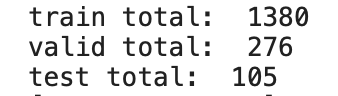 train total:  1380
valid total:  276
test total:  105